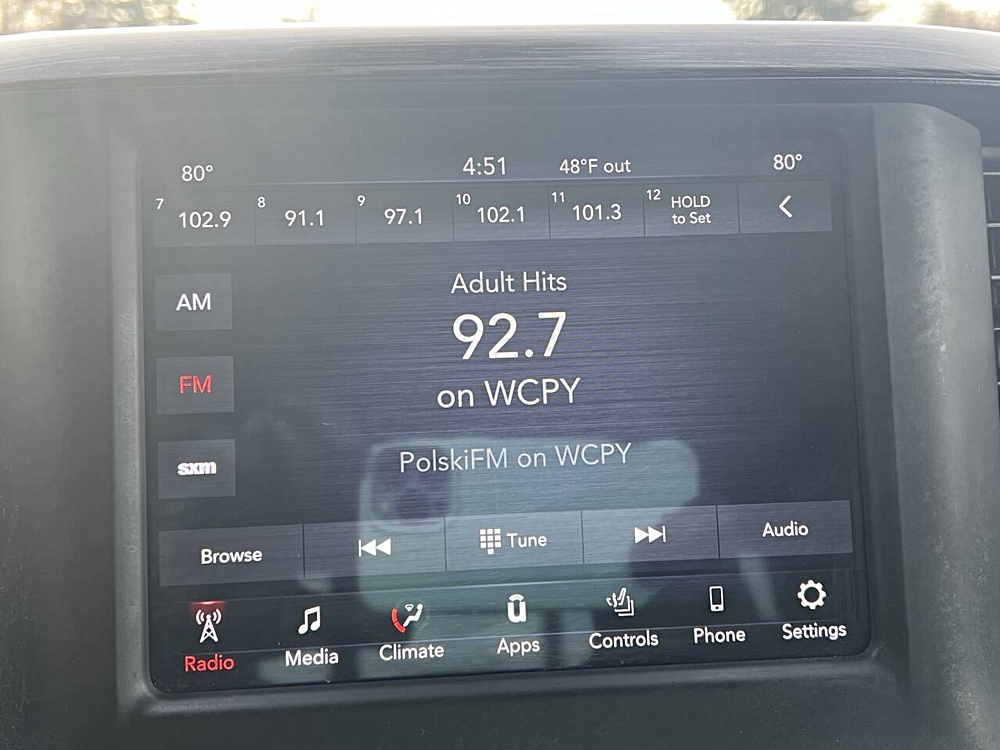 80° 4:51 48°F out 80°
7 102.9 8 91.1 9 97.1 10 102.1 11 101.3 12 HOLD
to Set
Adult Hits
AM
92.7
FM
on WCPY
PolskiFM on WCPY
sxm
Browse Tune Audio
Radio Media Climate Apps Controls Phone Settings